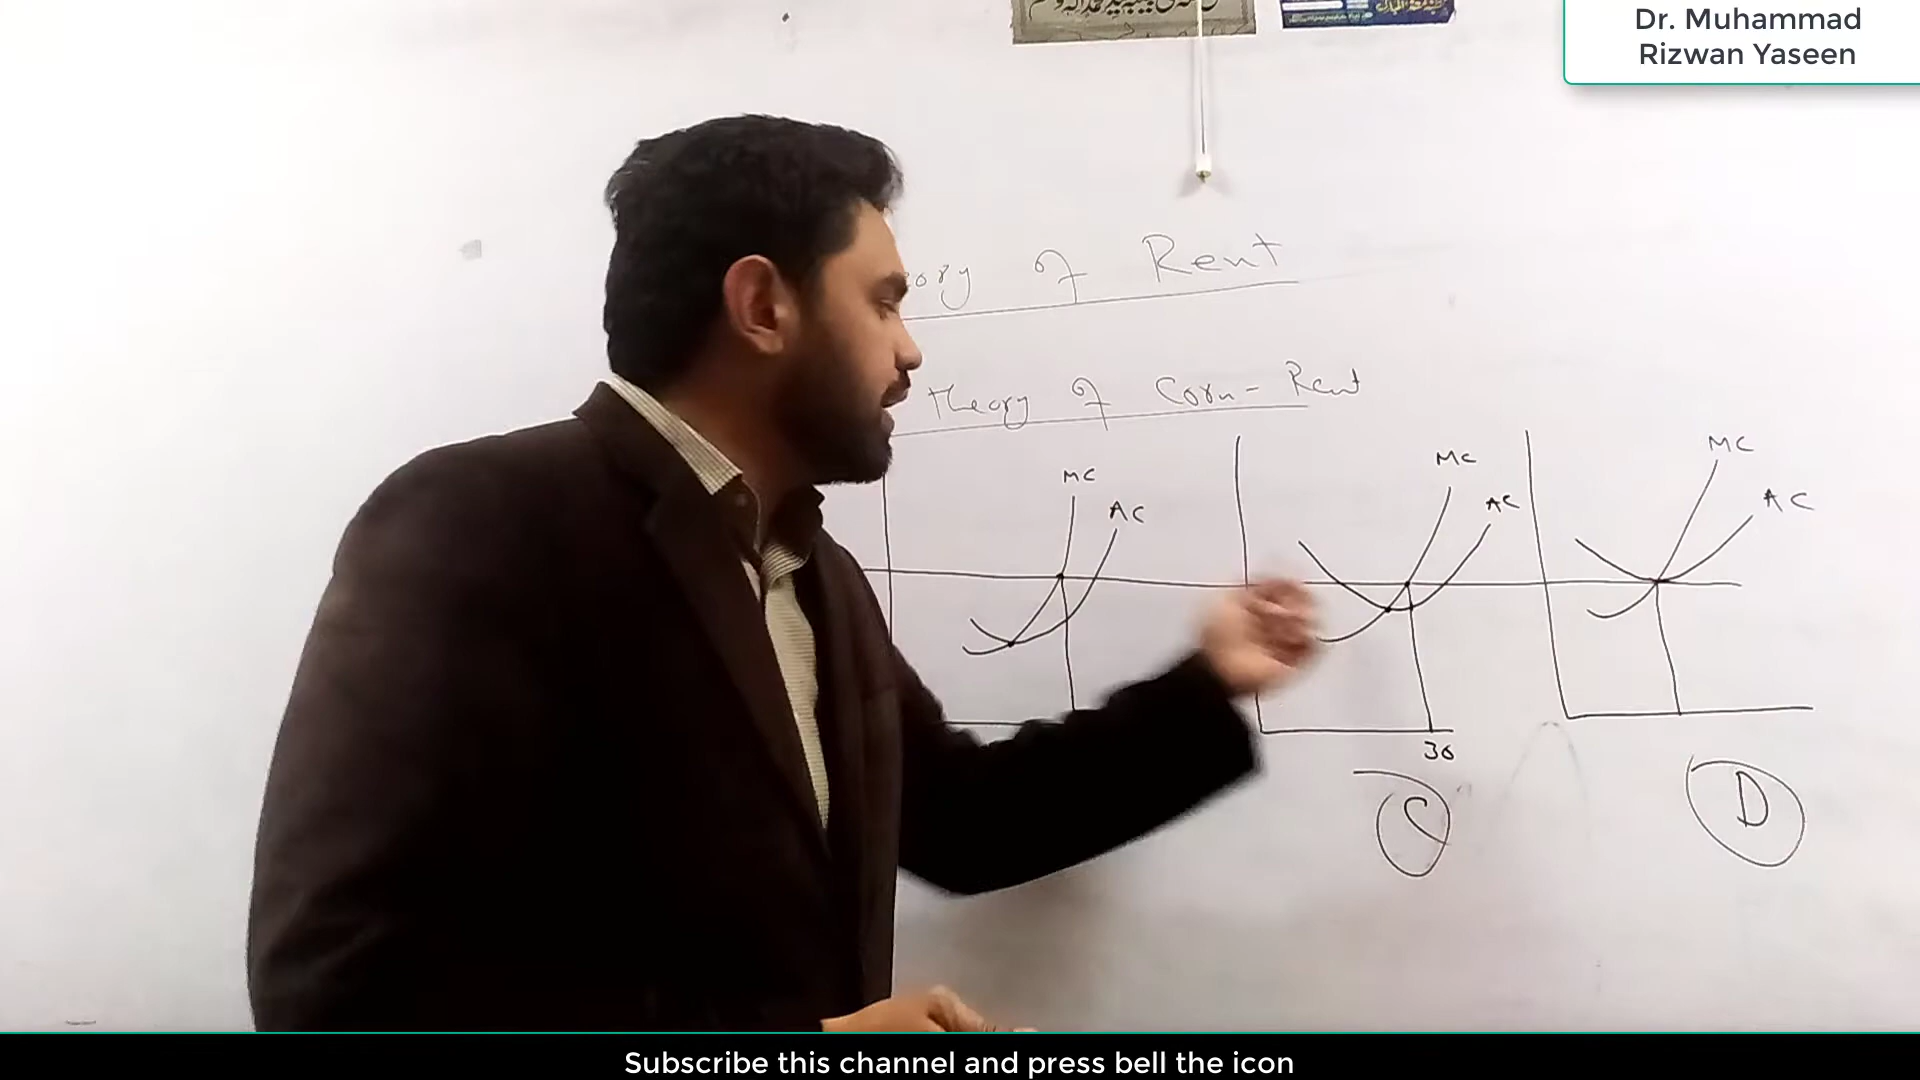 Dr. Muhammad
Rizwan Yaseen
of Rent
Theory of Corn-Rent
MC
AC
MC
AC
MC
AC
30
C
D
Subscribe this channel and press bell the icon